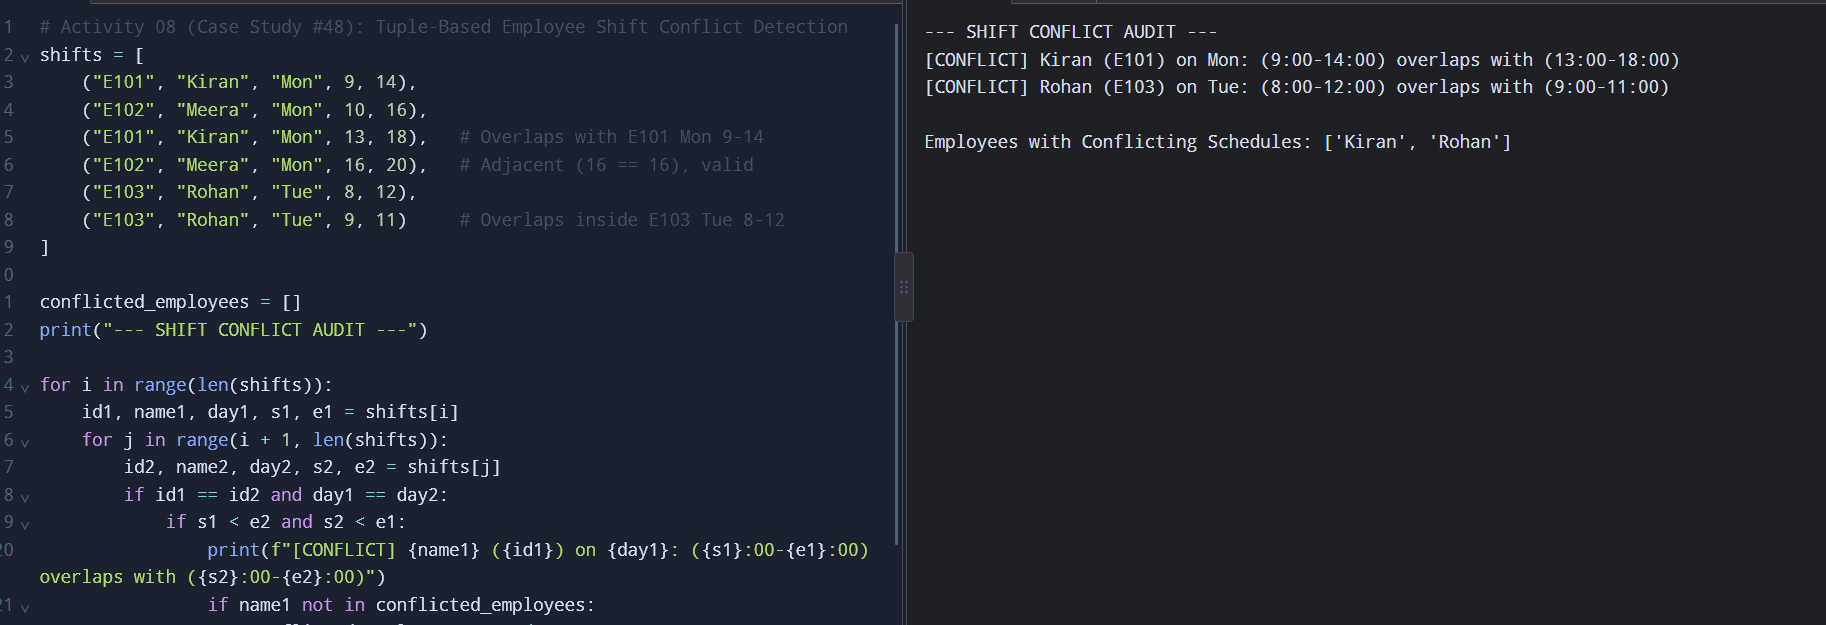 1 # Activity 08 (Case Study #48): Tuple-Based Employee Shift Conflict Detection
2 shifts = [
3     ("E101", "Kiran", "Mon", 9, 14),
4     ("E102", "Meera", "Mon", 10, 16),
5     ("E101", "Kiran", "Mon", 13, 18),   # Overlaps with E101 Mon 9-14
6     ("E102", "Meera", "Mon", 16, 20),   # Adjacent (16 == 16), valid
7     ("E103", "Rohan", "Tue", 8, 12),
8     ("E103", "Rohan", "Tue", 9, 11)     # Overlaps inside E103 Tue 8-12
9 ]
0
1 conflicted_employees = []
2 print("--- SHIFT CONFLICT AUDIT ---")
3
4 for i in range(len(shifts)):
5     id1, name1, day1, s1, e1 = shifts[i]
6     for j in range(i + 1, len(shifts)):
7         id2, name2, day2, s2, e2 = shifts[j]
8         if id1 == id2 and day1 == day2:
9             if s1 < e2 and s2 < e1:
20                 print(f"[CONFLICT] {name1} ({id1}) on {day1}: ({s1}:00-{e1}:00)
overlaps with ({s2}:00-{e2}:00)")
21                 if name1 not in conflicted_employees:
--- SHIFT CONFLICT AUDIT ---
[CONFLICT] Kiran (E101) on Mon: (9:00-14:00) overlaps with (13:00-18:00)
[CONFLICT] Rohan (E103) on Tue: (8:00-12:00) overlaps with (9:00-11:00)
Employees with Conflicting Schedules: ['Kiran', 'Rohan']